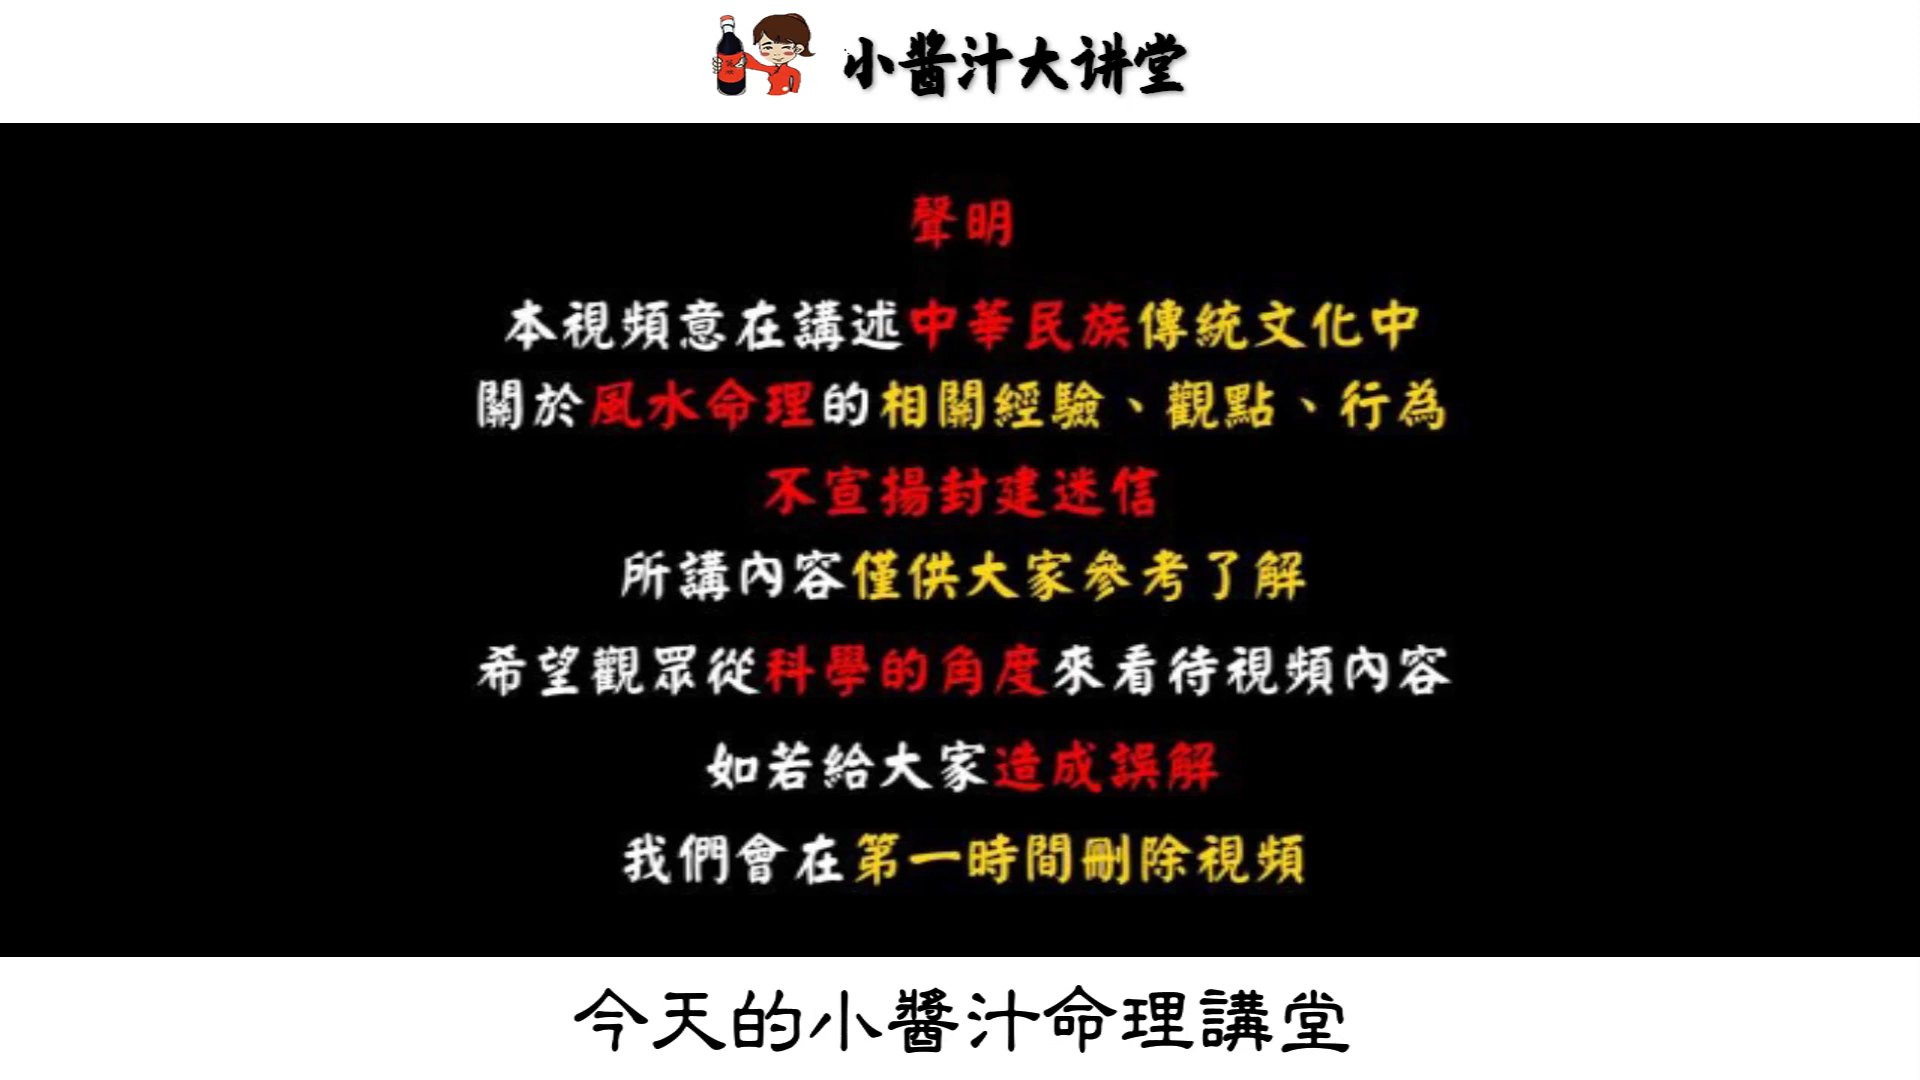 小醬汁大讲堂
聲明
本視頻意在講述中華民族傳統文化中
關於風水命理的相關經驗、觀點、行為
不宣揚封建迷信
所講內容僅供大家參考了解
希望觀眾從科學的角度來看待視頻內容
如若給大家造成誤解
我們會在第一時間刪除視頻
今天的小醬汁命理講堂